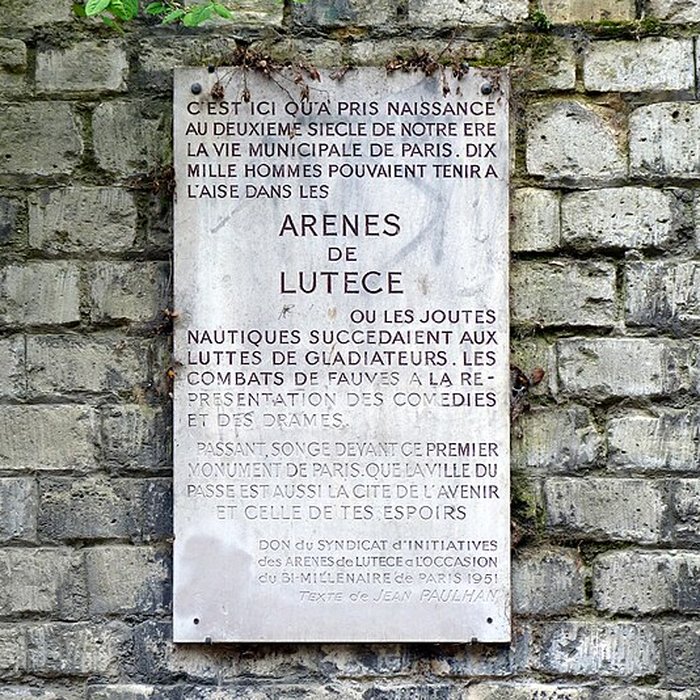 C'EST ICI QU'A PRIS NAISSANCE
AU DEUXIEME SIECLE DE NOTRE ERE
LA VIE MUNICIPALE DE PARIS. DIX
MILLE HOMMES POUVAIENT TENIR A
L'AISE DANS LES
ARENES
DE
LUTECE
OU LES JOUTES
NAUTIQUES SUCCEDAIENT AUX
LUTTES DE GLADIATEURS. LES
COMBATS DE FAUVES A LA RE-
PRESENTATION DES COMEDIES
ET DES DRAMES.
PASSANT, SONGE DEVANT CE PREMIER
MONUMENT DE PARIS. QUE LA VILLE DU
PASSE EST AUSSI LA CITE DE L'AVENIR
ET CELLE DE TES ESPOIRS
DON du SYNDICAT d'INITIATIVES
des ARENES de LUTECE a L'OCCASION
du BI-MILLENAIRE de PARIS 1951
TEXTE de JEAN PAULHAN